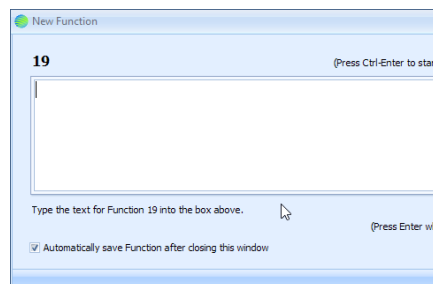 New Function
19 (Press Ctrl-Enter to
Type the text for Function 19 into the box above.
(Press Enter
Automatically save Function after closing this window